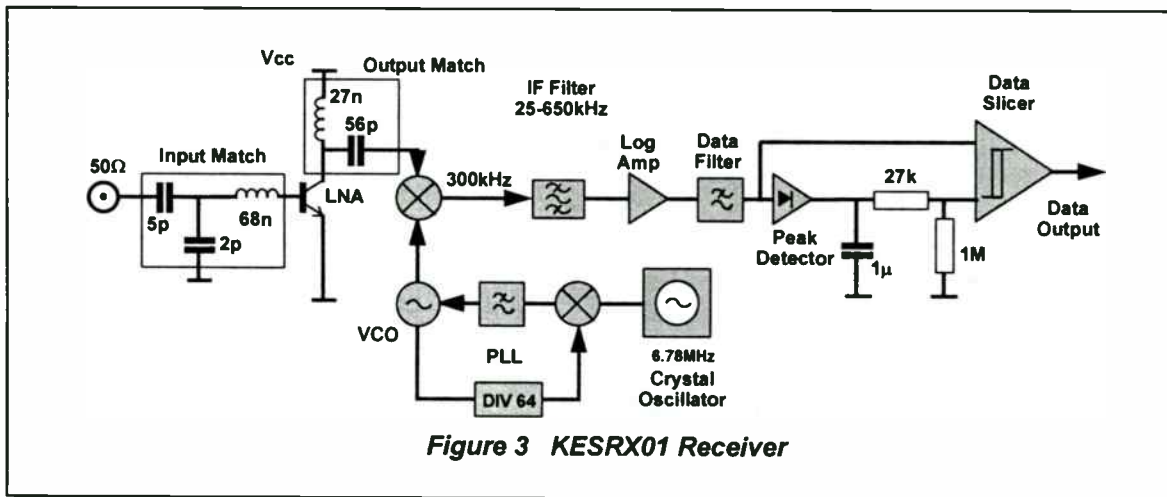 Vcc
Output Match
27n
56p
IF Filter
25-650kHz
Data
Slicer
Log
Amp
Data
Filter
50Ω
Input Match
LNA
300kHz
27k
5p
68n
2p
Peak
Detector
1µ
1M
Data
Output
VCO
PLL
DIV 64
6.78MHz
Crystal
Oscillator
Figure 3 KESRX01 Receiver